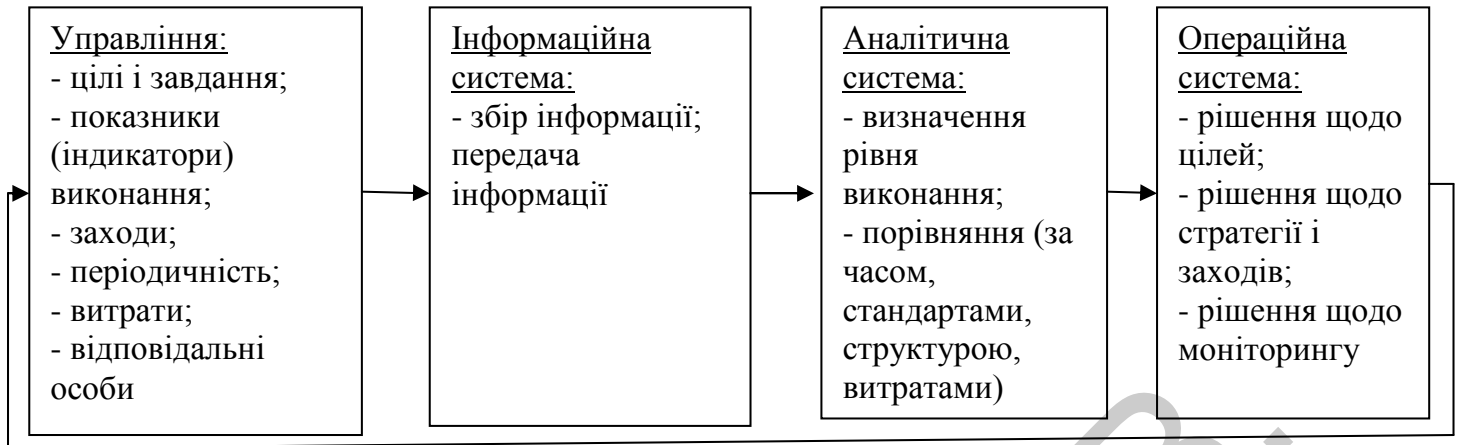 Управління:
- цілі і завдання;
- показники
(індикатори)
виконання;
- заходи;
- періодичність;
- витрати;
- відповідальні
особи
Інформаційна
система:
- збір інформації;
передача
інформації
Аналітична
система:
- визначення
рівня
виконання;
- порівняння (за
часом,
стандартами,
структурою,
витратами)
Операційна
система:
- рішення щодо
цілей;
- рішення щодо
стратегії і
заходів;
- рішення щодо
моніторингу